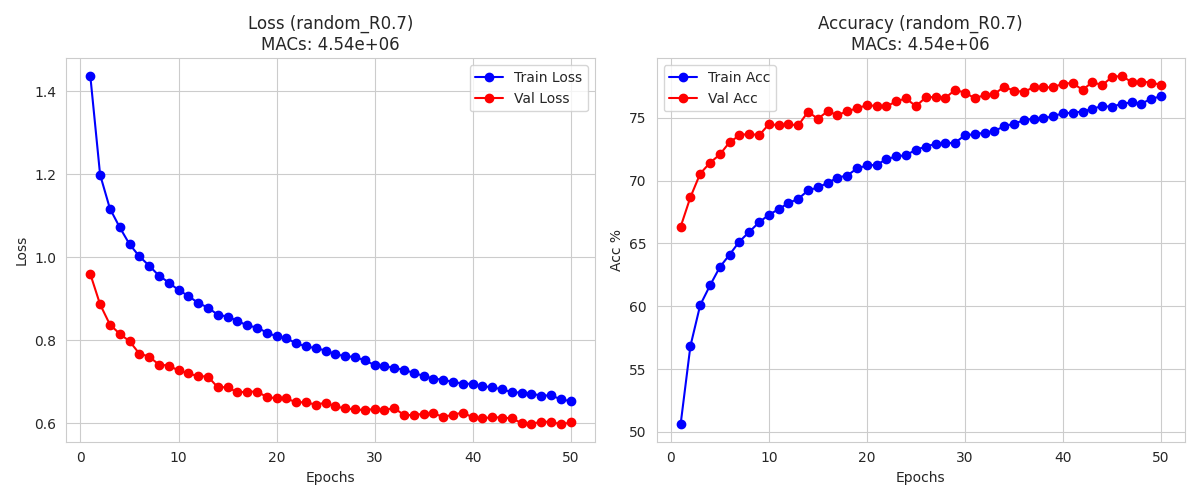 Loss (random_R0.7)
MACs: 4.54e+06
Train Loss
Val Loss
1.4
1.2
1.0
0.8
0.6
Loss
0
10
20
30
40
50
Epochs
Accuracy (random_R0.7)
MACs: 4.54e+06
Train Acc
Val Acc
75
70
65
60
55
50
Acc %
0
10
20
30
40
50
Epochs